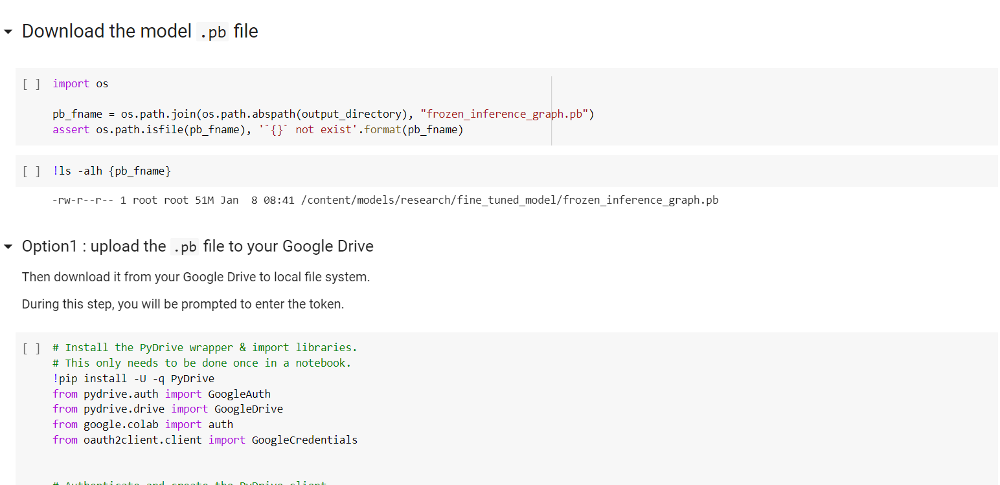 Download the model .pb file
[ ] import os
pb_fname = os.path.join(os.path.abspath(output_directory), "frozen_inference_graph.pb")
assert os.path.isfile(pb_fname), '`{}` not exist'.format(pb_fname)
[ ] !ls -alh {pb_fname}
-rw-r--r-- 1 root root 51M Jan  8 08:41 /content/models/research/fine_tuned_model/frozen_inference_graph.pb
Option1 : upload the .pb file to your Google Drive
Then download it from your Google Drive to local file system.
During this step, you will be prompted to enter the token.
[ ] # Install the PyDrive wrapper & import libraries.
# This only needs to be done once in a notebook.
!pip install -U -q PyDrive
from pydrive.auth import GoogleAuth
from pydrive.drive import GoogleDrive
from google.colab import auth
from oauth2client.client import GoogleCredentials
# Authenticate and create the PyDrive client